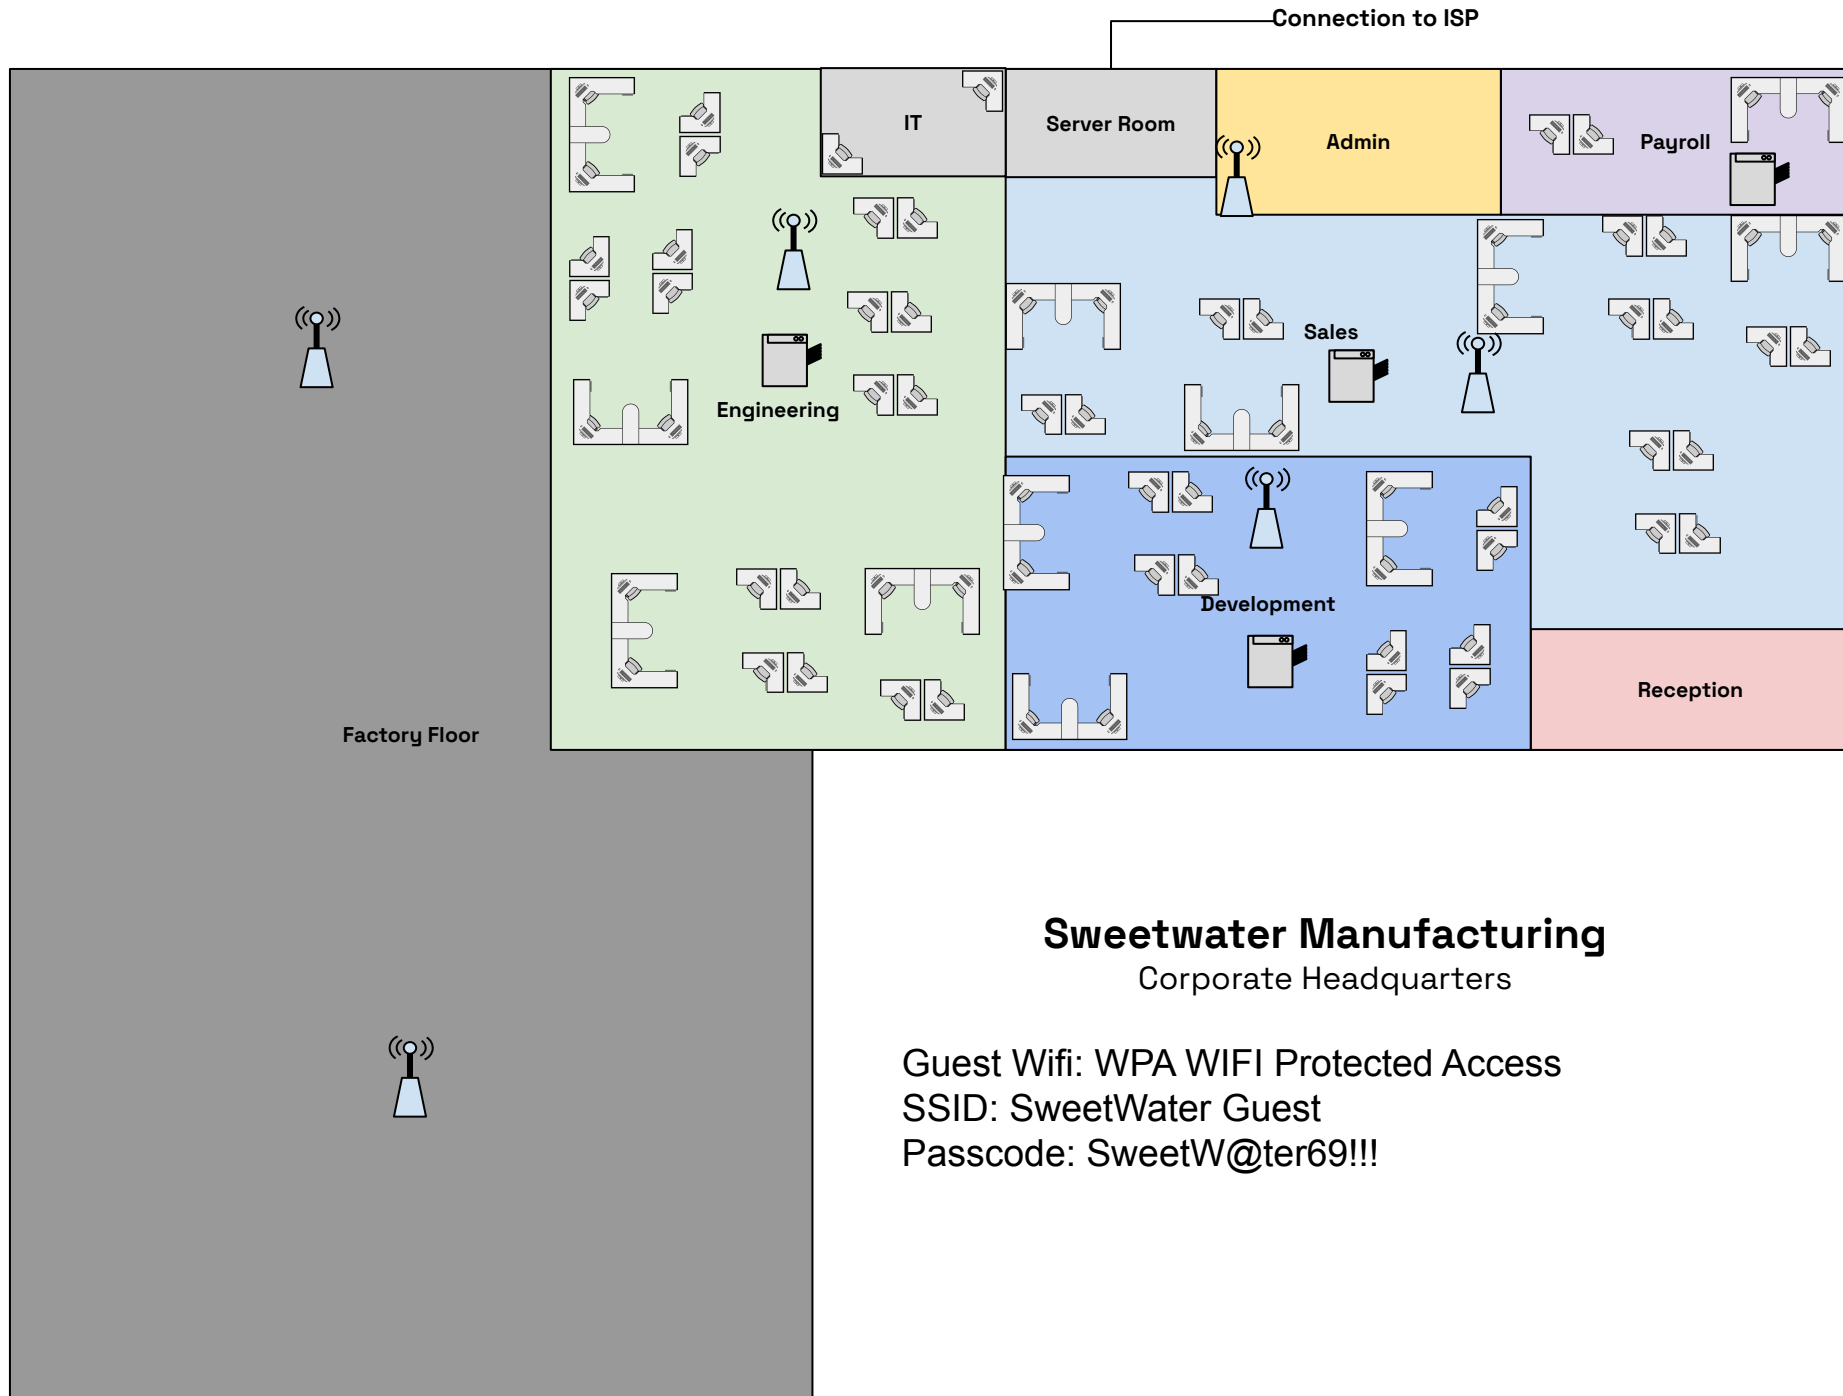 Connection to ISP
IT
Server Room
Admin
Payroll
Sales
Engineering
Development
Reception
Factory Floor
Sweetwater Manufacturing
Corporate Headquarters
Guest Wifi: WPA WIFI Protected Access
SSID: SweetWater Guest
Passcode: SweetW@ter69!!!